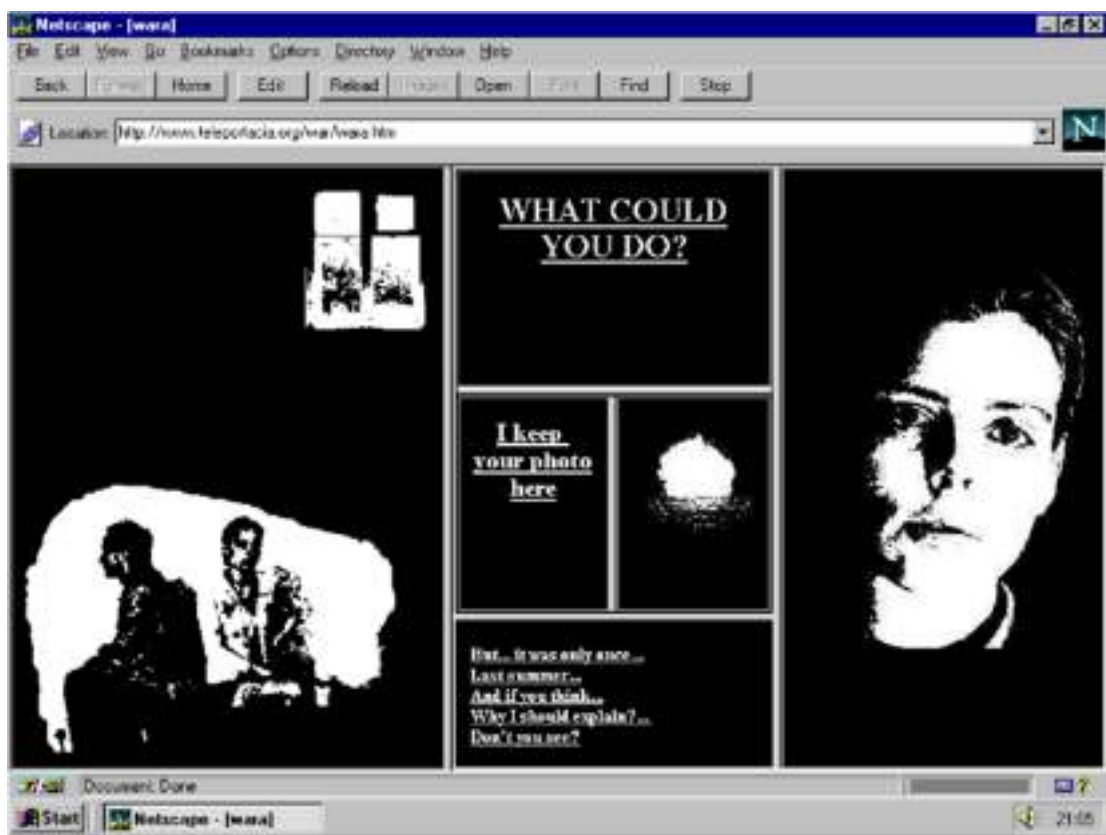 Netscape - [wara]
File Edit View Go Bookmarks Options Directory Window Help
Back Forward Home Edit Reload Images Open Print Find Stop
Location: http://www.teleportacia.org/war/wara.htm
N
WHAT COULD
YOU DO?
I keep
your photo
here
But... it was only once...
Last summer...
And if you think...
Why I should explain?...
Don't you see?
Document: Done
?
Start Netscape - [wara] 21:05